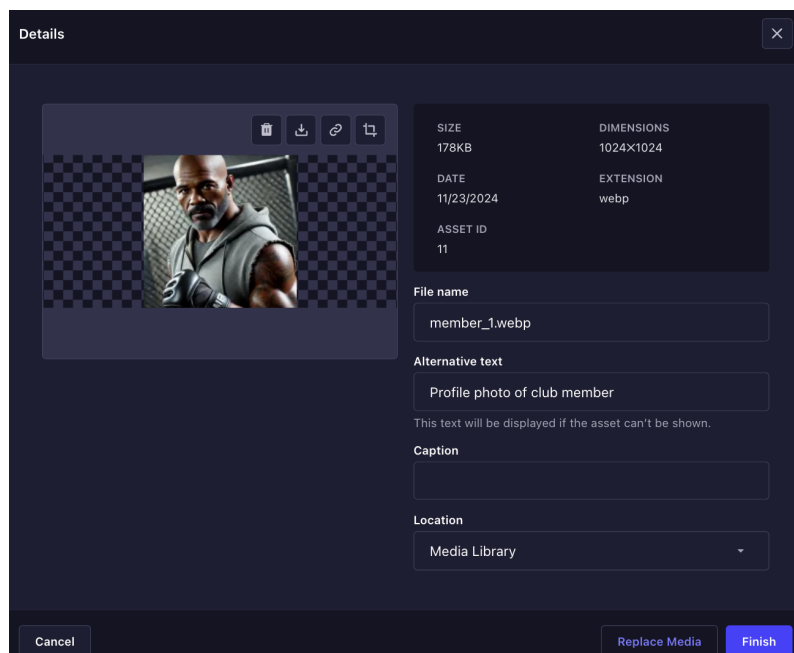 Details
SIZE
178KB
DIMENSIONS
1024×1024
DATE
11/23/2024
EXTENSION
webp
ASSET ID
11
File name
member_1.webp
Alternative text
Profile photo of club member
This text will be displayed if the asset can't be shown.
Caption
Location
Media Library
Cancel
Replace Media
Finish